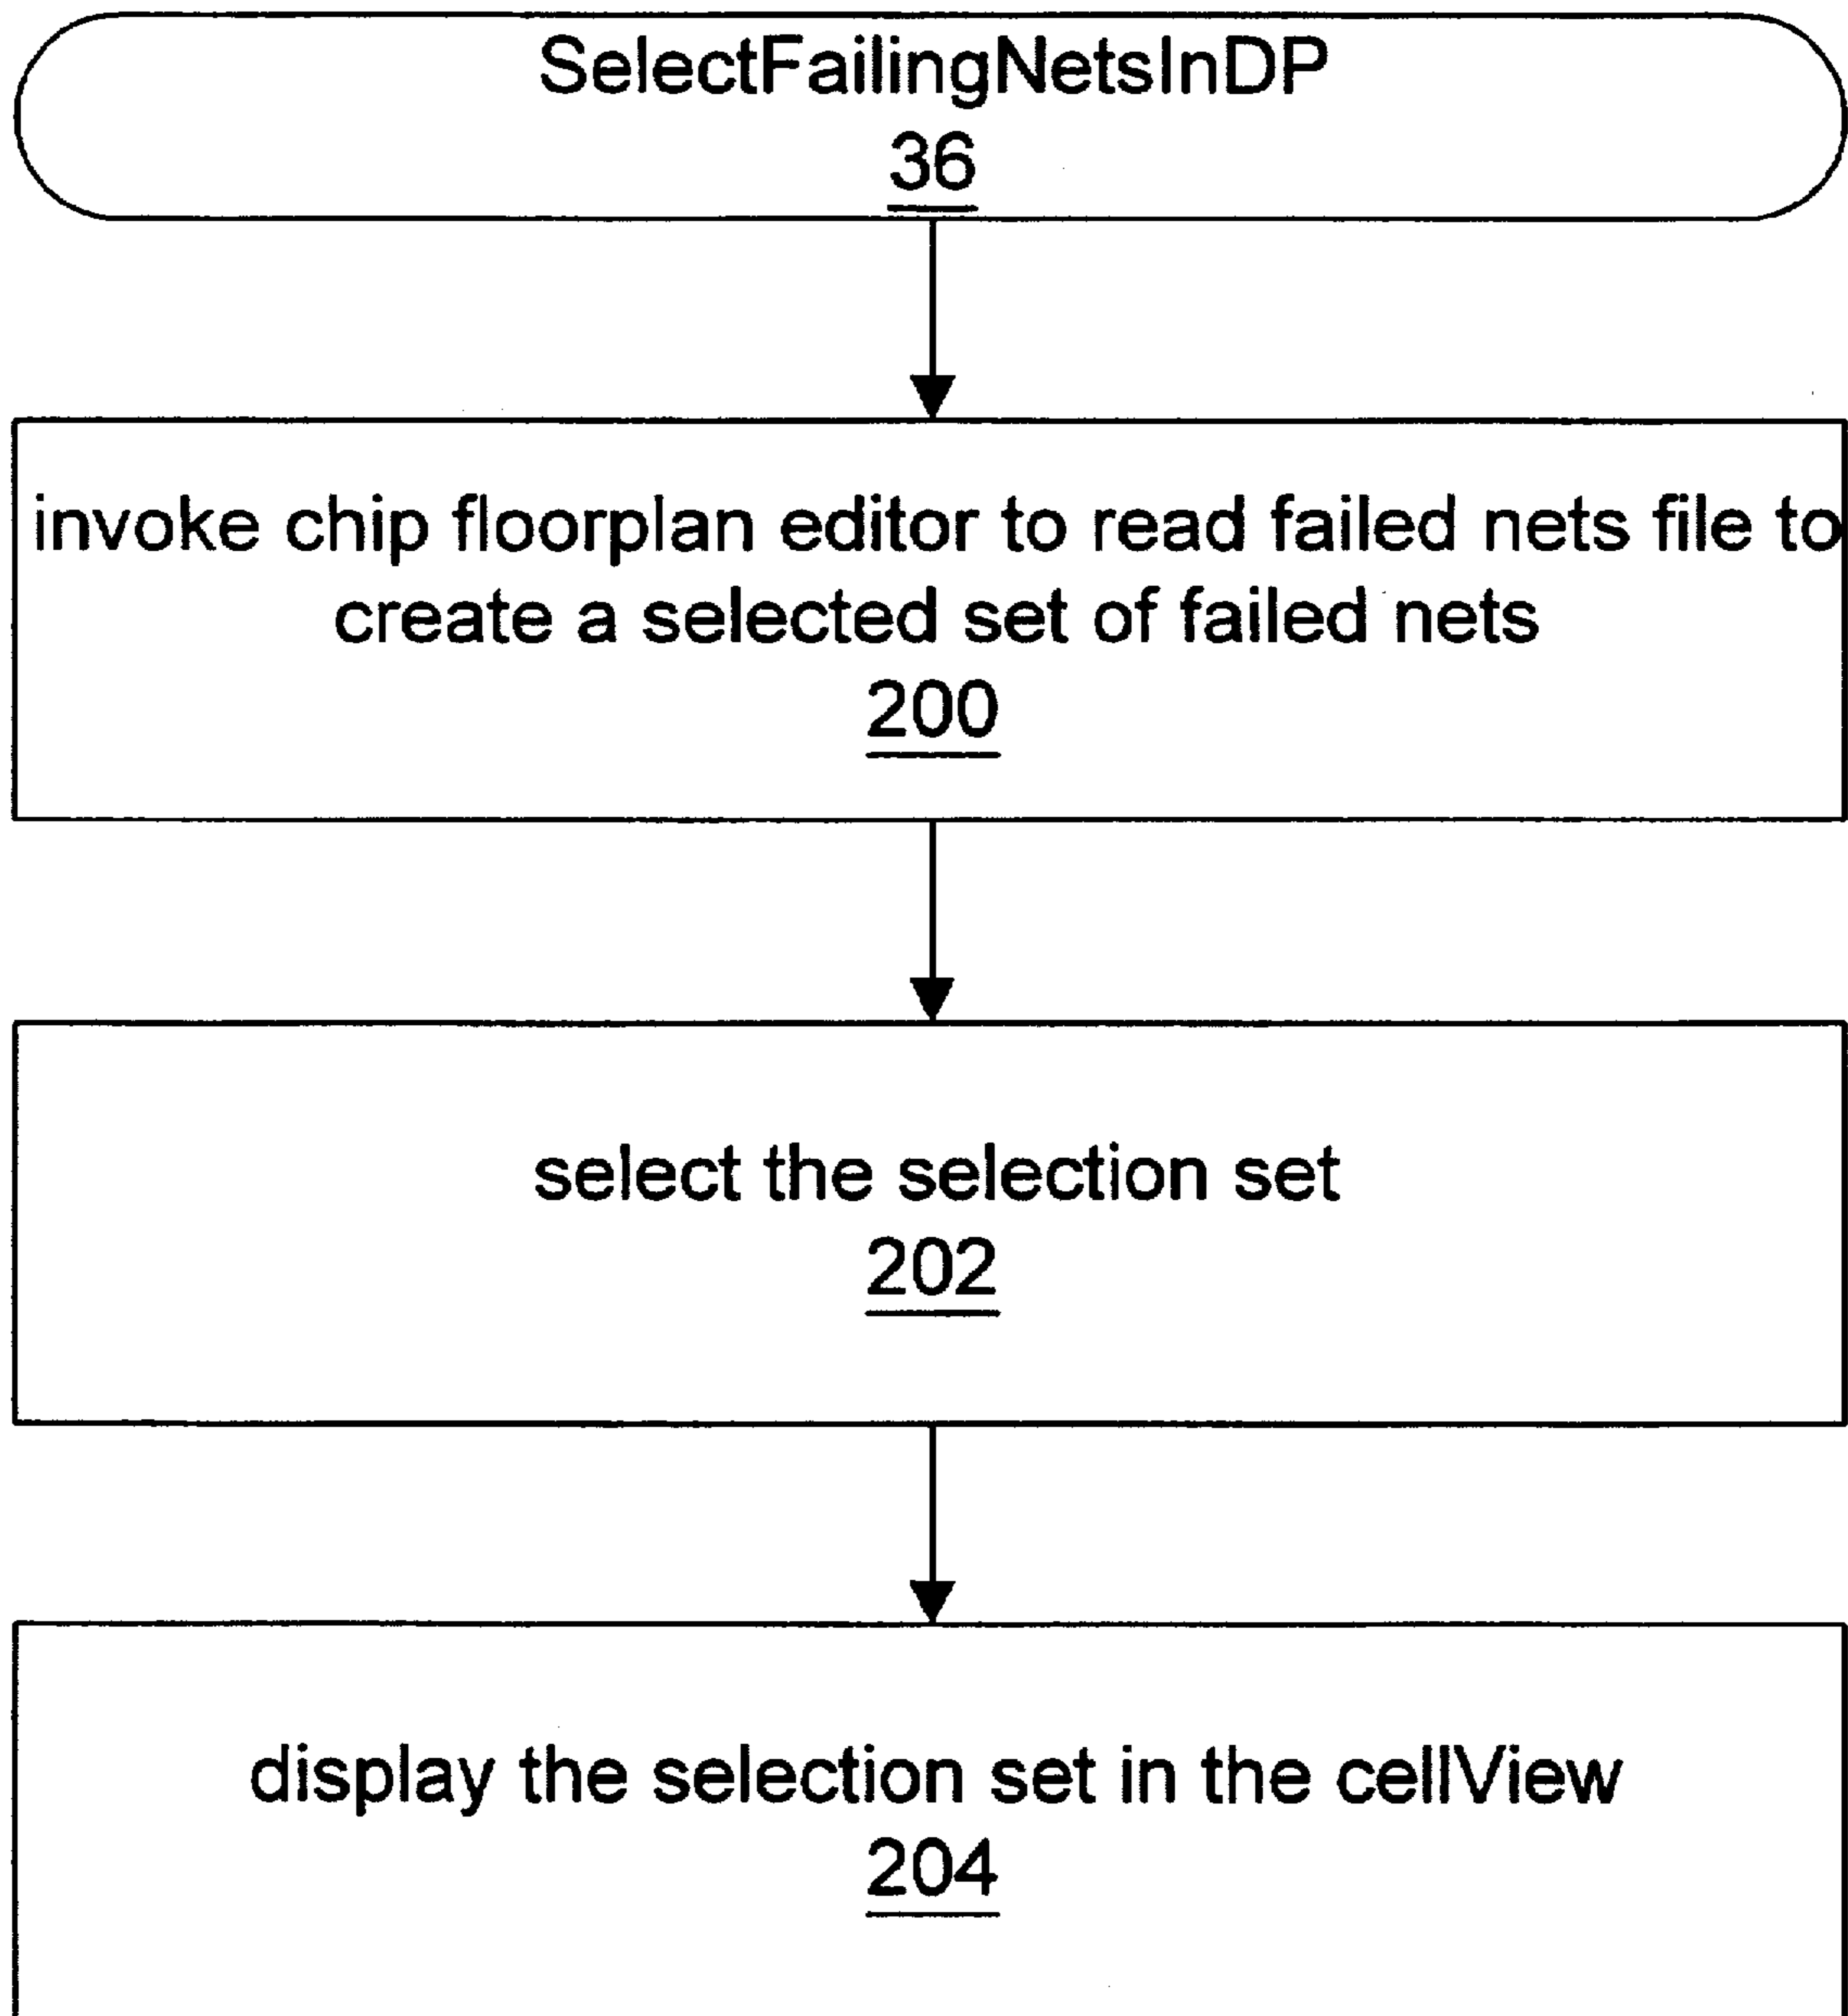 SelectFailingNetsInDP
36
invoke chip floorplan editor to read failed nets file to
create a selected set of failed nets
200
select the selection set
202
display the selection set in the cellView
204